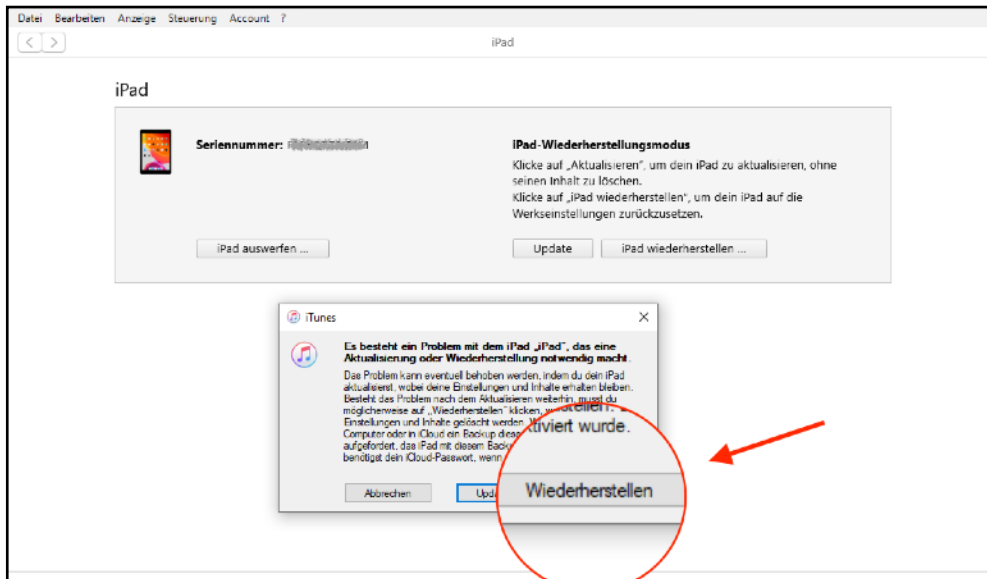 Datei Bearbeiten Anzeige Steuerung Account ?
< > iPad
iPad
Seriennummer:
iPad-Wiederherstellungsmodus
Klicke auf „Aktualisieren“, um dein iPad zu aktualisieren, ohne
seinen Inhalt zu löschen.
Klicke auf „iPad wiederherstellen“, um dein iPad auf die
Werkseinstellungen zurückzusetzen.
iPad auswerfen ... Update iPad wiederherstellen ...
iTunes
Es besteht ein Problem mit dem iPad „iPad“, das eine
Aktualisierung oder Wiederherstellung notwendig macht.
Das Problem kann eventuell behoben werden, indem du dein iPad
aktualisierst, wobei deine Einstellungen und Inhalte erhalten bleiben.
Besteht das Problem nach dem Aktualisieren weiterhin, musst du
möglicherweise auf „Wiederherstellen“ klicken,
Einstellungen und Inhalte gelöscht werden.
Computer oder in iCloud ein Backup
aufgefordert, das iPad mit diesem
benötigst dein iCloud-Passwort, wenn
tiviert wurde.
Abbrechen Wiederherstellen